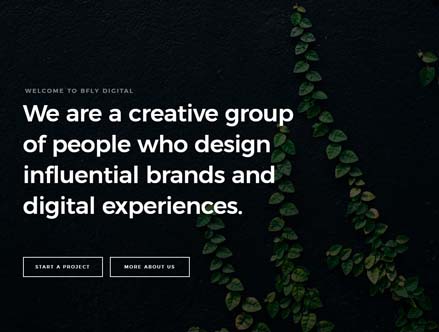 WELCOME TO BFLY DIGITAL
We are a creative group
of people who design
influential brands and
digital experiences.
START A PROJECT
MORE ABOUT US